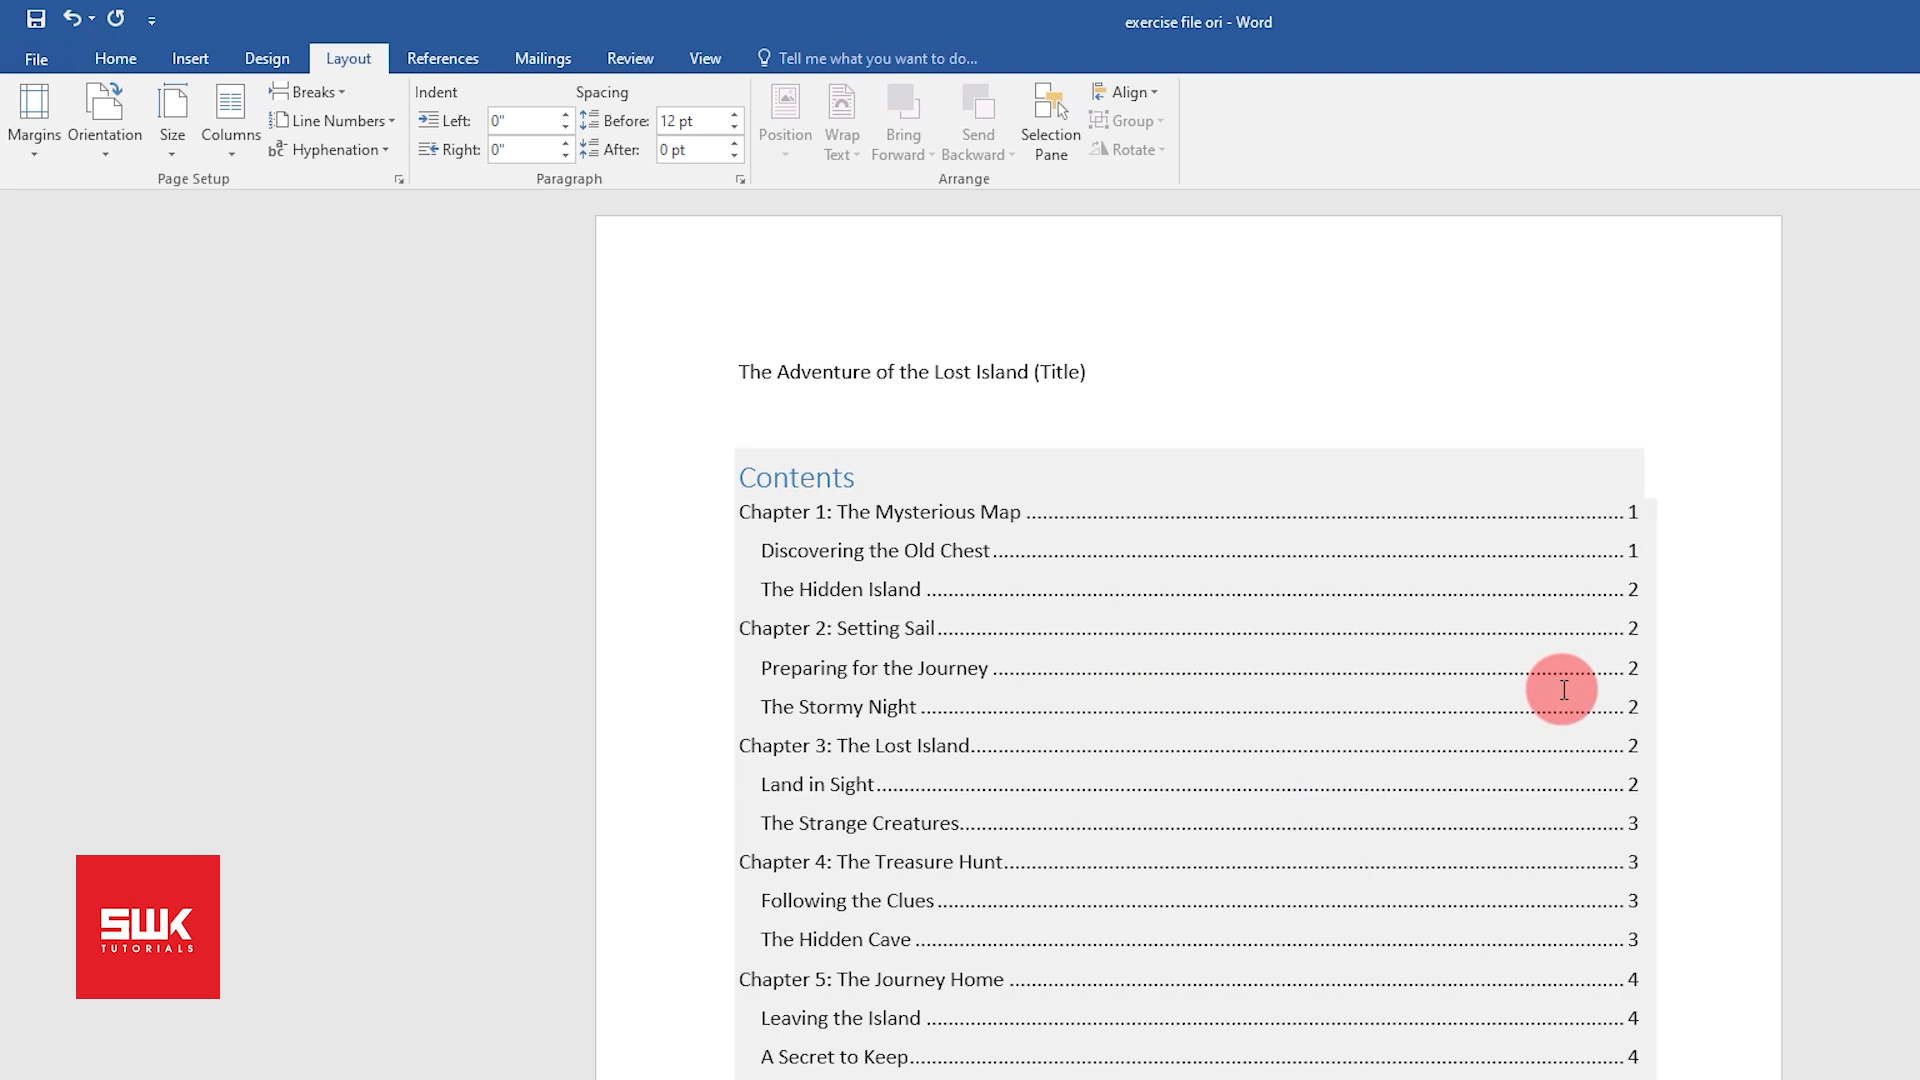 exercise file ori - Word
File Home Insert Design Layout References Mailings Review View Tell me what you want to do...
Margins Orientation Size Columns
Breaks
Line Numbers
Hyphenation
Page Setup
Indent
Left: 0"
Right: 0"
Spacing
Before: 12 pt
After: 0 pt
Paragraph
Position
Wrap Text
Bring Forward
Send Backward
Selection Pane
Align
Group
Rotate
Arrange
The Adventure of the Lost Island (Title)
Contents
Chapter 1: The Mysterious Map ........ 1
Discovering the Old Chest ........ 1
The Hidden Island ........ 2
Chapter 2: Setting Sail ........ 2
Preparing for the Journey ........ 2
The Stormy Night ........ 2
Chapter 3: The Lost Island ........ 2
Land in Sight ........ 2
The Strange Creatures ........ 3
Chapter 4: The Treasure Hunt ........ 3
Following the Clues ........ 3
The Hidden Cave ........ 3
Chapter 5: The Journey Home ........ 4
Leaving the Island ........ 4
A Secret to Keep ........ 4
SWK
TUTORIALS